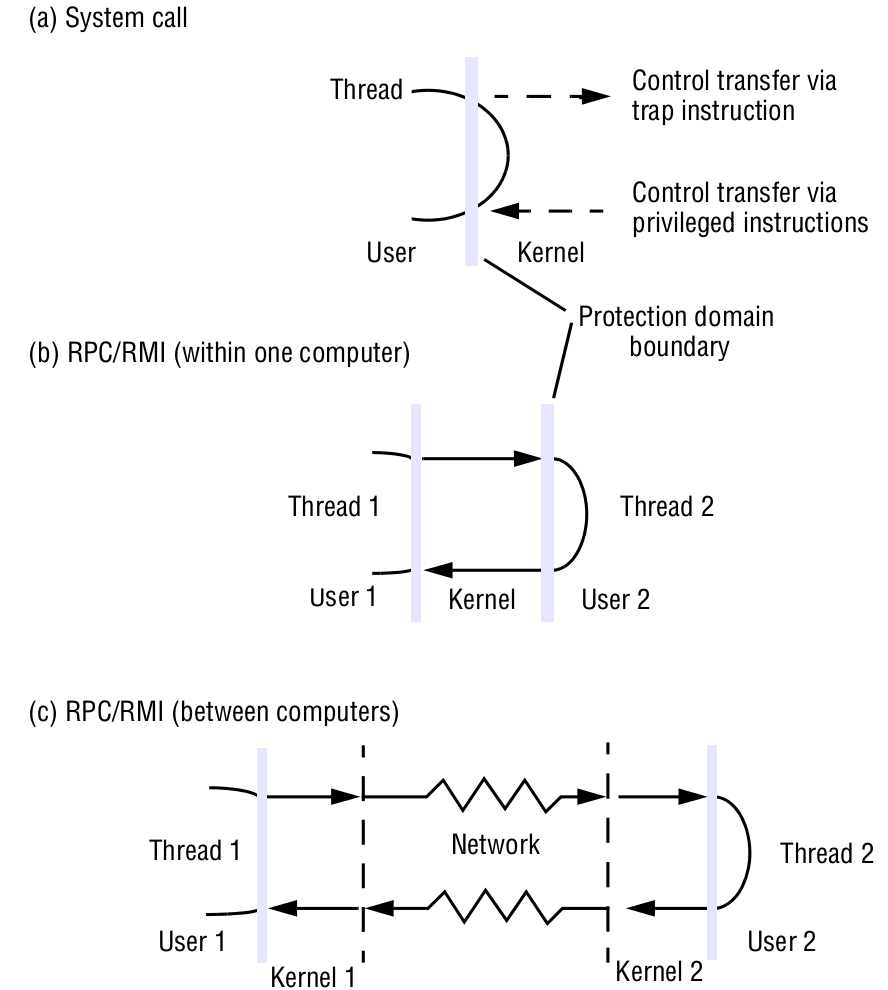 (a) System call
Thread
Control transfer via
trap instruction
Control transfer via
privileged instructions
User
Kernel
Protection domain
boundary
(b) RPC/RMI (within one computer)
Thread 1
Thread 2
User 1
Kernel
User 2
(c) RPC/RMI (between computers)
Network
Thread 1
Thread 2
User 1
User 2
Kernel 1
Kernel 2